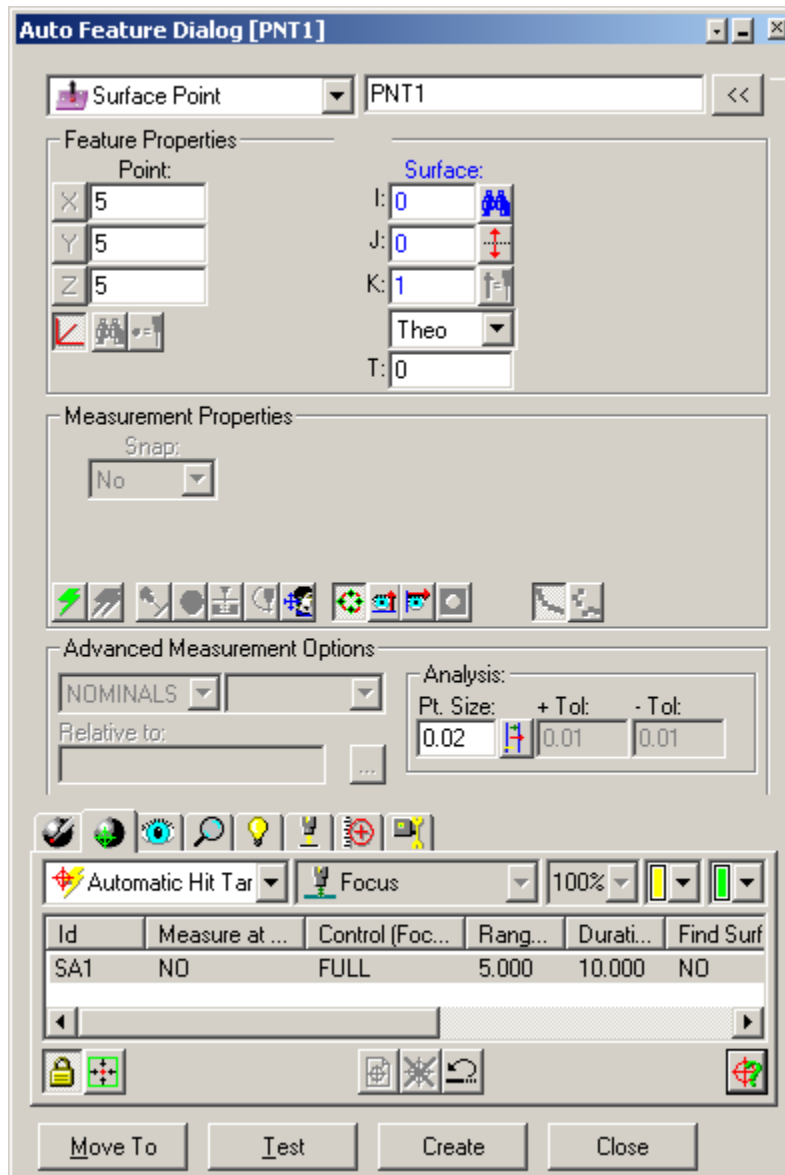 Auto Feature Dialog [PNT1]
Surface Point PNT1 <<
Feature Properties
Point: Surface:
X 5 I: 0
Y 5 J: 0
Z 5 K: 1
Theo
T: 0
Measurement Properties
Snap:
No
Advanced Measurement Options
NOMINALS
Relative to:
...
Analysis:
Pt. Size: + Tol: - Tol:
0.02 0.01 0.01
Automatic Hit Tar Focus 100%
Id Measure at ... Control (Foc... Rang... Durati... Find Surf
SA1 NO FULL 5.000 10.000 NO
Move To Test Create Close